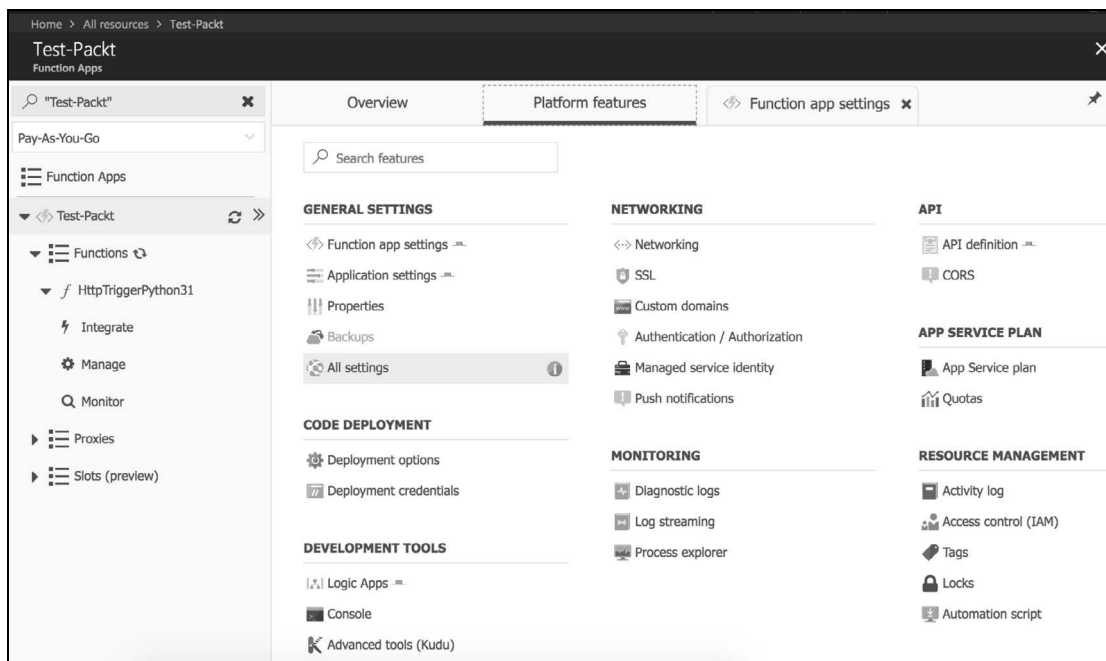 Home > All resources > Test-Packt
Test-Packt
Function Apps
"Test-Packt"
Pay-As-You-Go
Function Apps
Test-Packt
Functions
HttpTriggerPython31
Integrate
Manage
Monitor
Proxies
Slots (preview)
Overview
Platform features
Function app settings
Search features
GENERAL SETTINGS
Function app settings
Application settings
Properties
Backups
All settings
CODE DEPLOYMENT
Deployment options
Deployment credentials
DEVELOPMENT TOOLS
Logic Apps
Console
Advanced tools (Kudu)
NETWORKING
Networking
SSL
Custom domains
Authentication / Authorization
Managed service identity
Push notifications
MONITORING
Diagnostic logs
Log streaming
Process explorer
API
API definition
CORS
APP SERVICE PLAN
App Service plan
Quotas
RESOURCE MANAGEMENT
Activity log
Access control (IAM)
Tags
Locks
Automation script